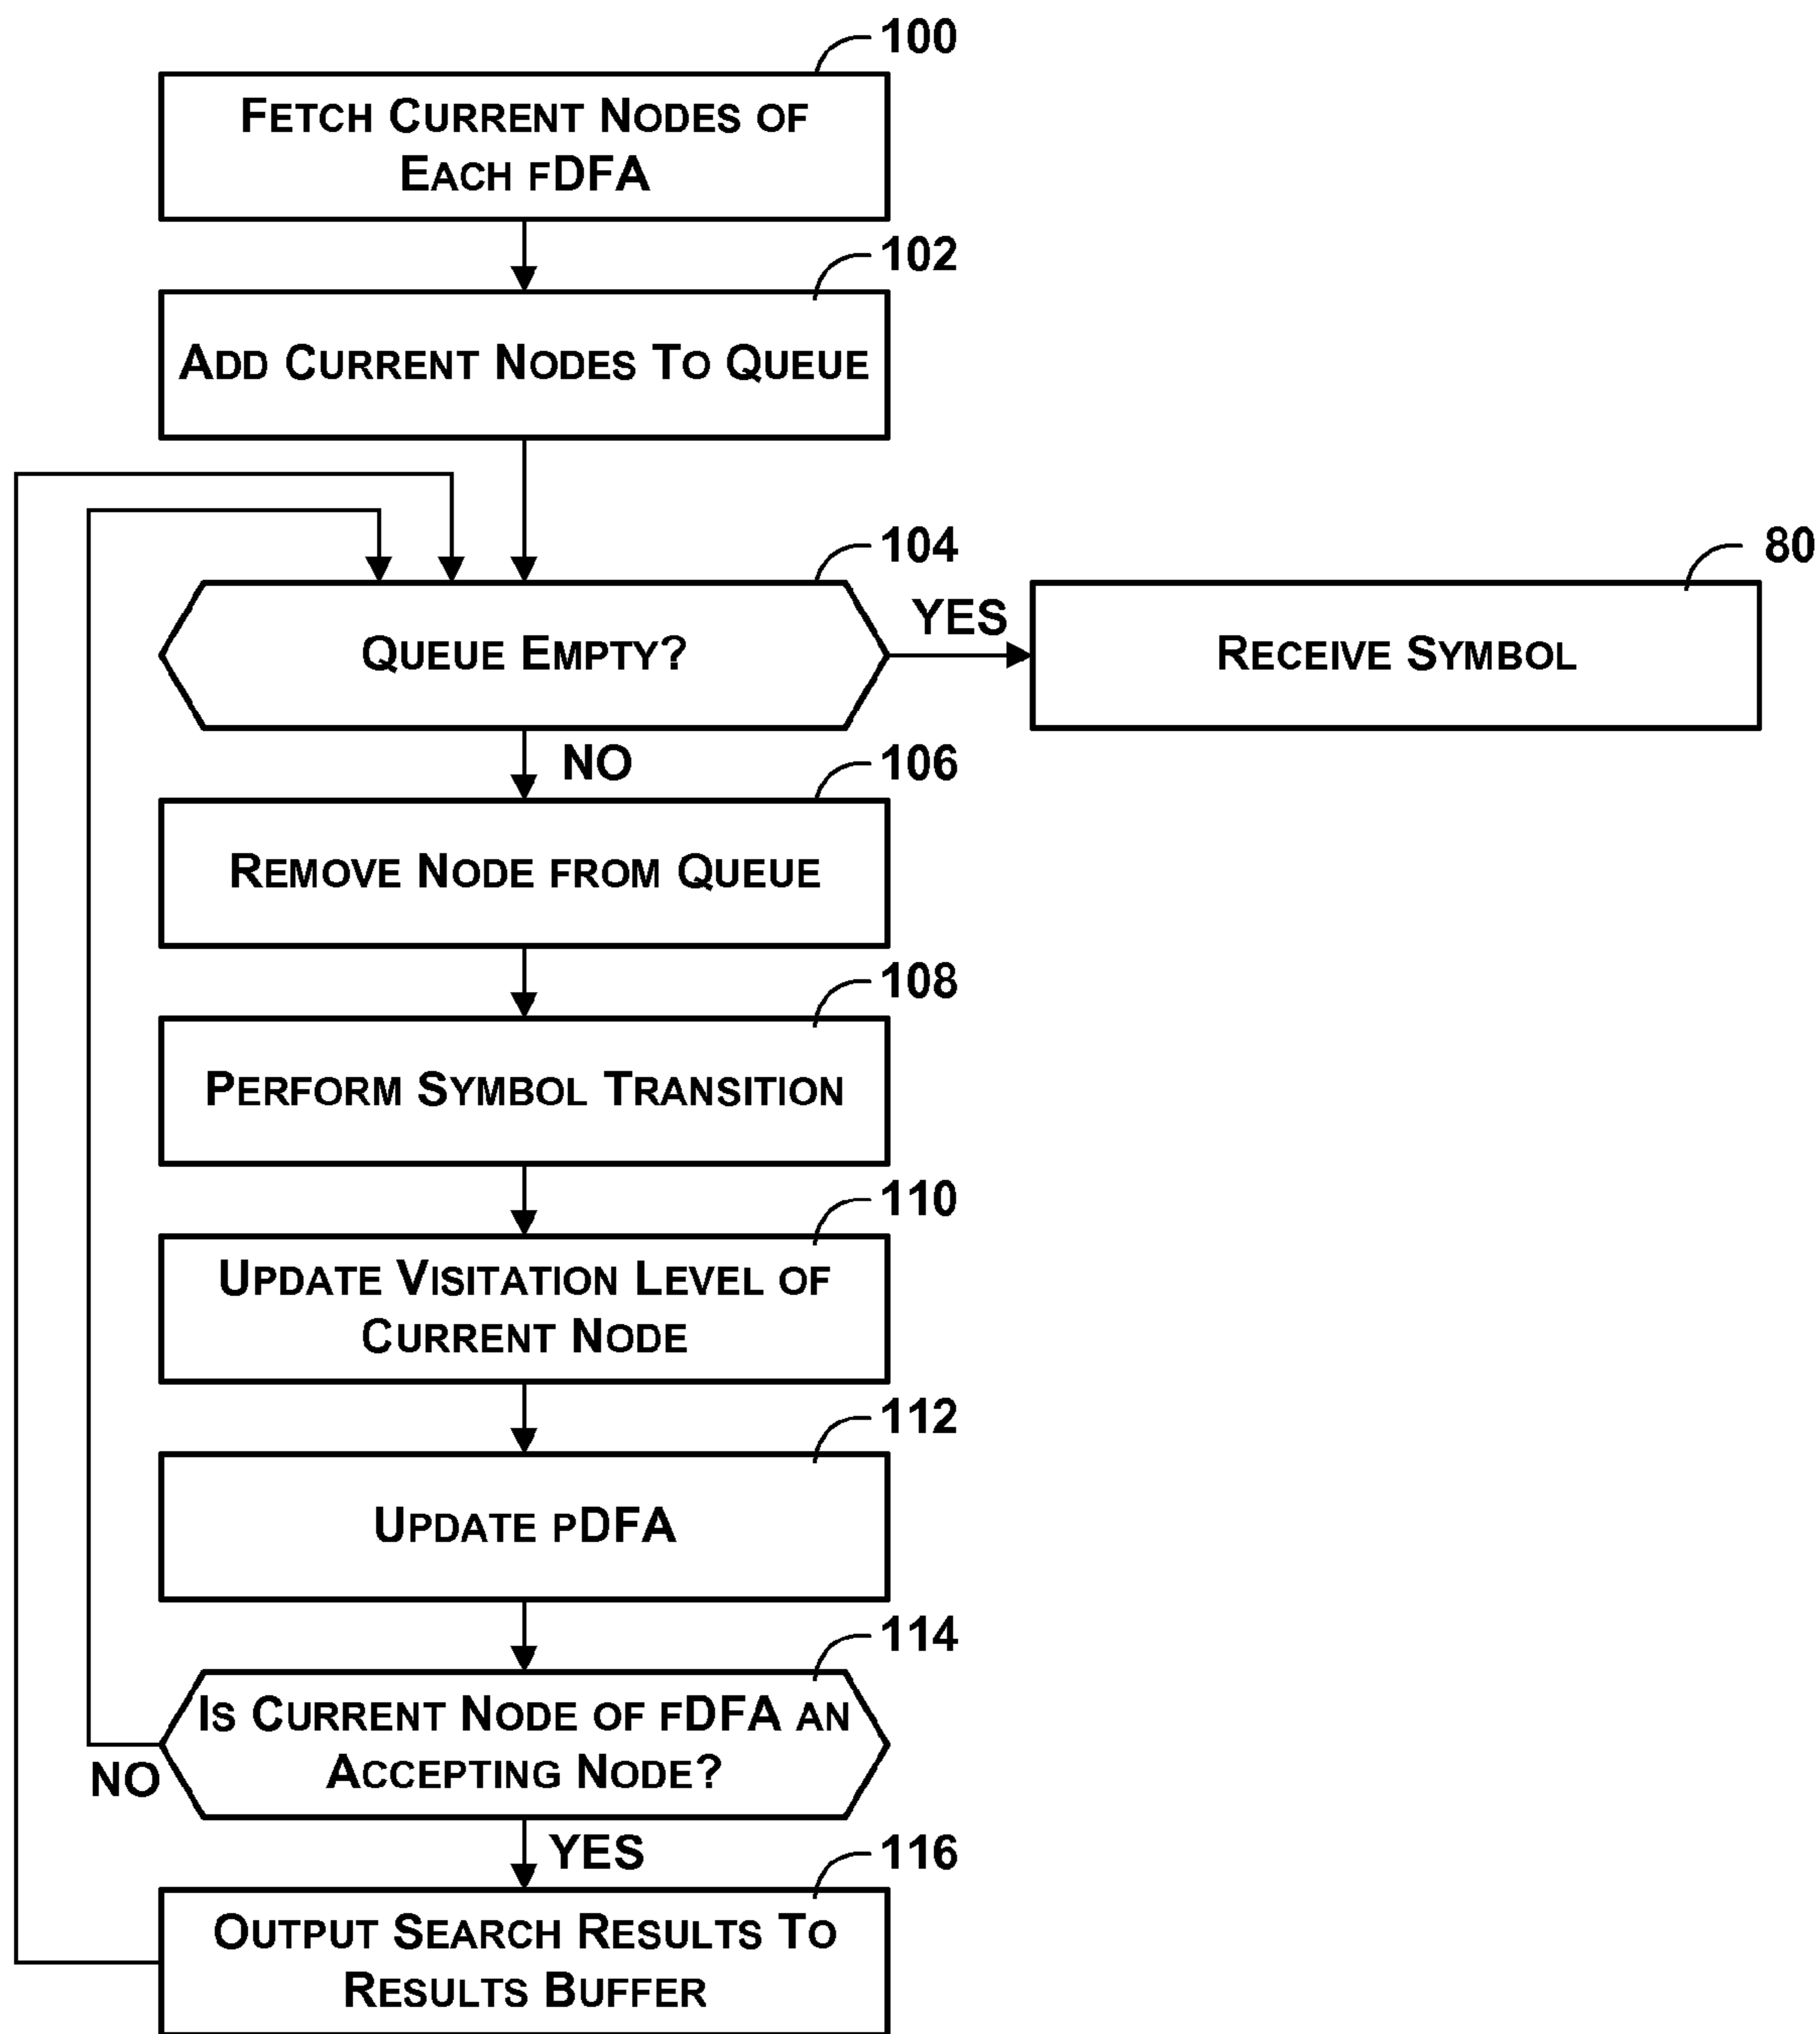 100
FETCH CURRENT NODES OF
EACH FDFA
102
ADD CURRENT NODES TO QUEUE
104
80
QUEUE EMPTY?
YES
RECEIVE SYMBOL
NO
106
REMOVE NODE FROM QUEUE
108
PERFORM SYMBOL TRANSITION
110
UPDATE VISITATION LEVEL OF
CURRENT NODE
112
UPDATE PDFA
114
IS CURRENT NODE OF FDFA AN
ACCEPTING NODE?
NO
YES
116
OUTPUT SEARCH RESULTS TO
RESULTS BUFFER